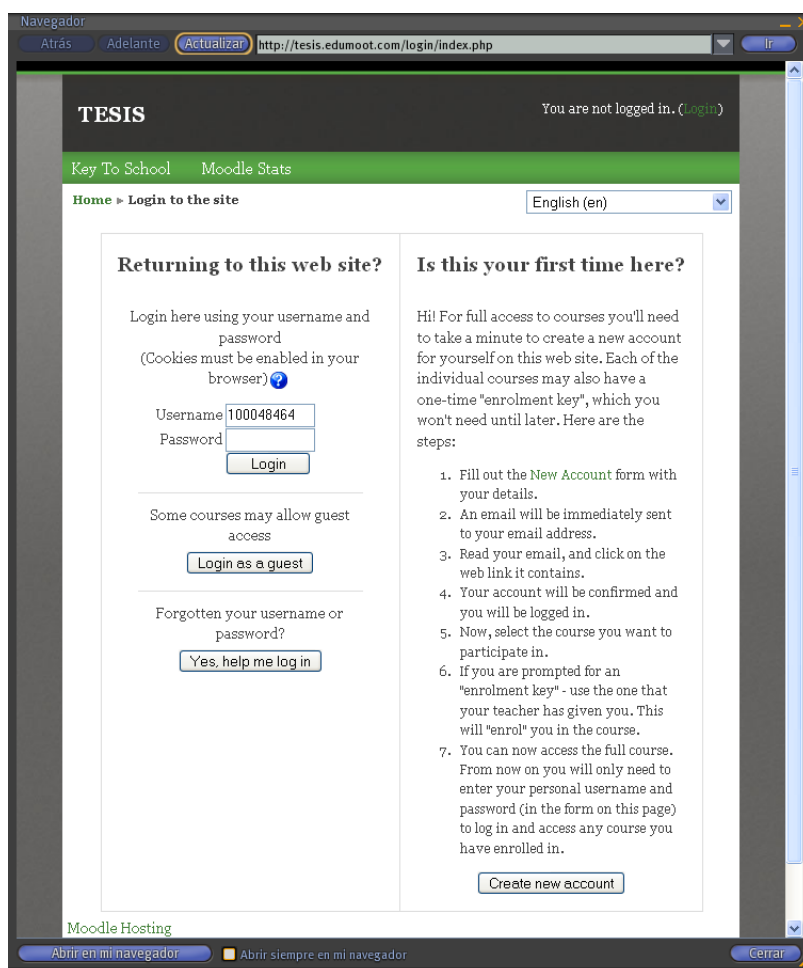 Navegador
Atrás Adelante Actualizar http://tesis.edumoot.com/login/index.php Ir
TESIS
You are not logged in. (Login)
Key To School Moodle Stats
Home ► Login to the site
English (en)
Returning to this web site?
Login here using your username and
password
(Cookies must be enabled in your
browser) ?
Username 100048464
Password
Login
Some courses may allow guest
access
Login as a guest
Forgotten your username or
password?
Yes, help me log in
Is this your first time here?
Hi! For full access to courses you'll need
to take a minute to create a new account
for yourself on this web site. Each of the
individual courses may also have a
one-time "enrolment key", which you
won't need until later. Here are the
steps:
1. Fill out the New Account form with
your details.
2. An email will be immediately sent
to your email address.
3. Read your email, and click on the
web link it contains.
4. Your account will be confirmed and
you will be logged in.
5. Now, select the course you want to
participate in.
6. If you are prompted for an
"enrolment key" - use the one that
your teacher has given you. This
will "enrol" you in the course.
7. You can now access the full course.
From now on you will only need to
enter your personal username and
password (in the form on this page)
to log in and access any course you
have enrolled in.
Create new account
Moodle Hosting
Abrir en mi navegador Abrir siempre en mi navegador Cerrar